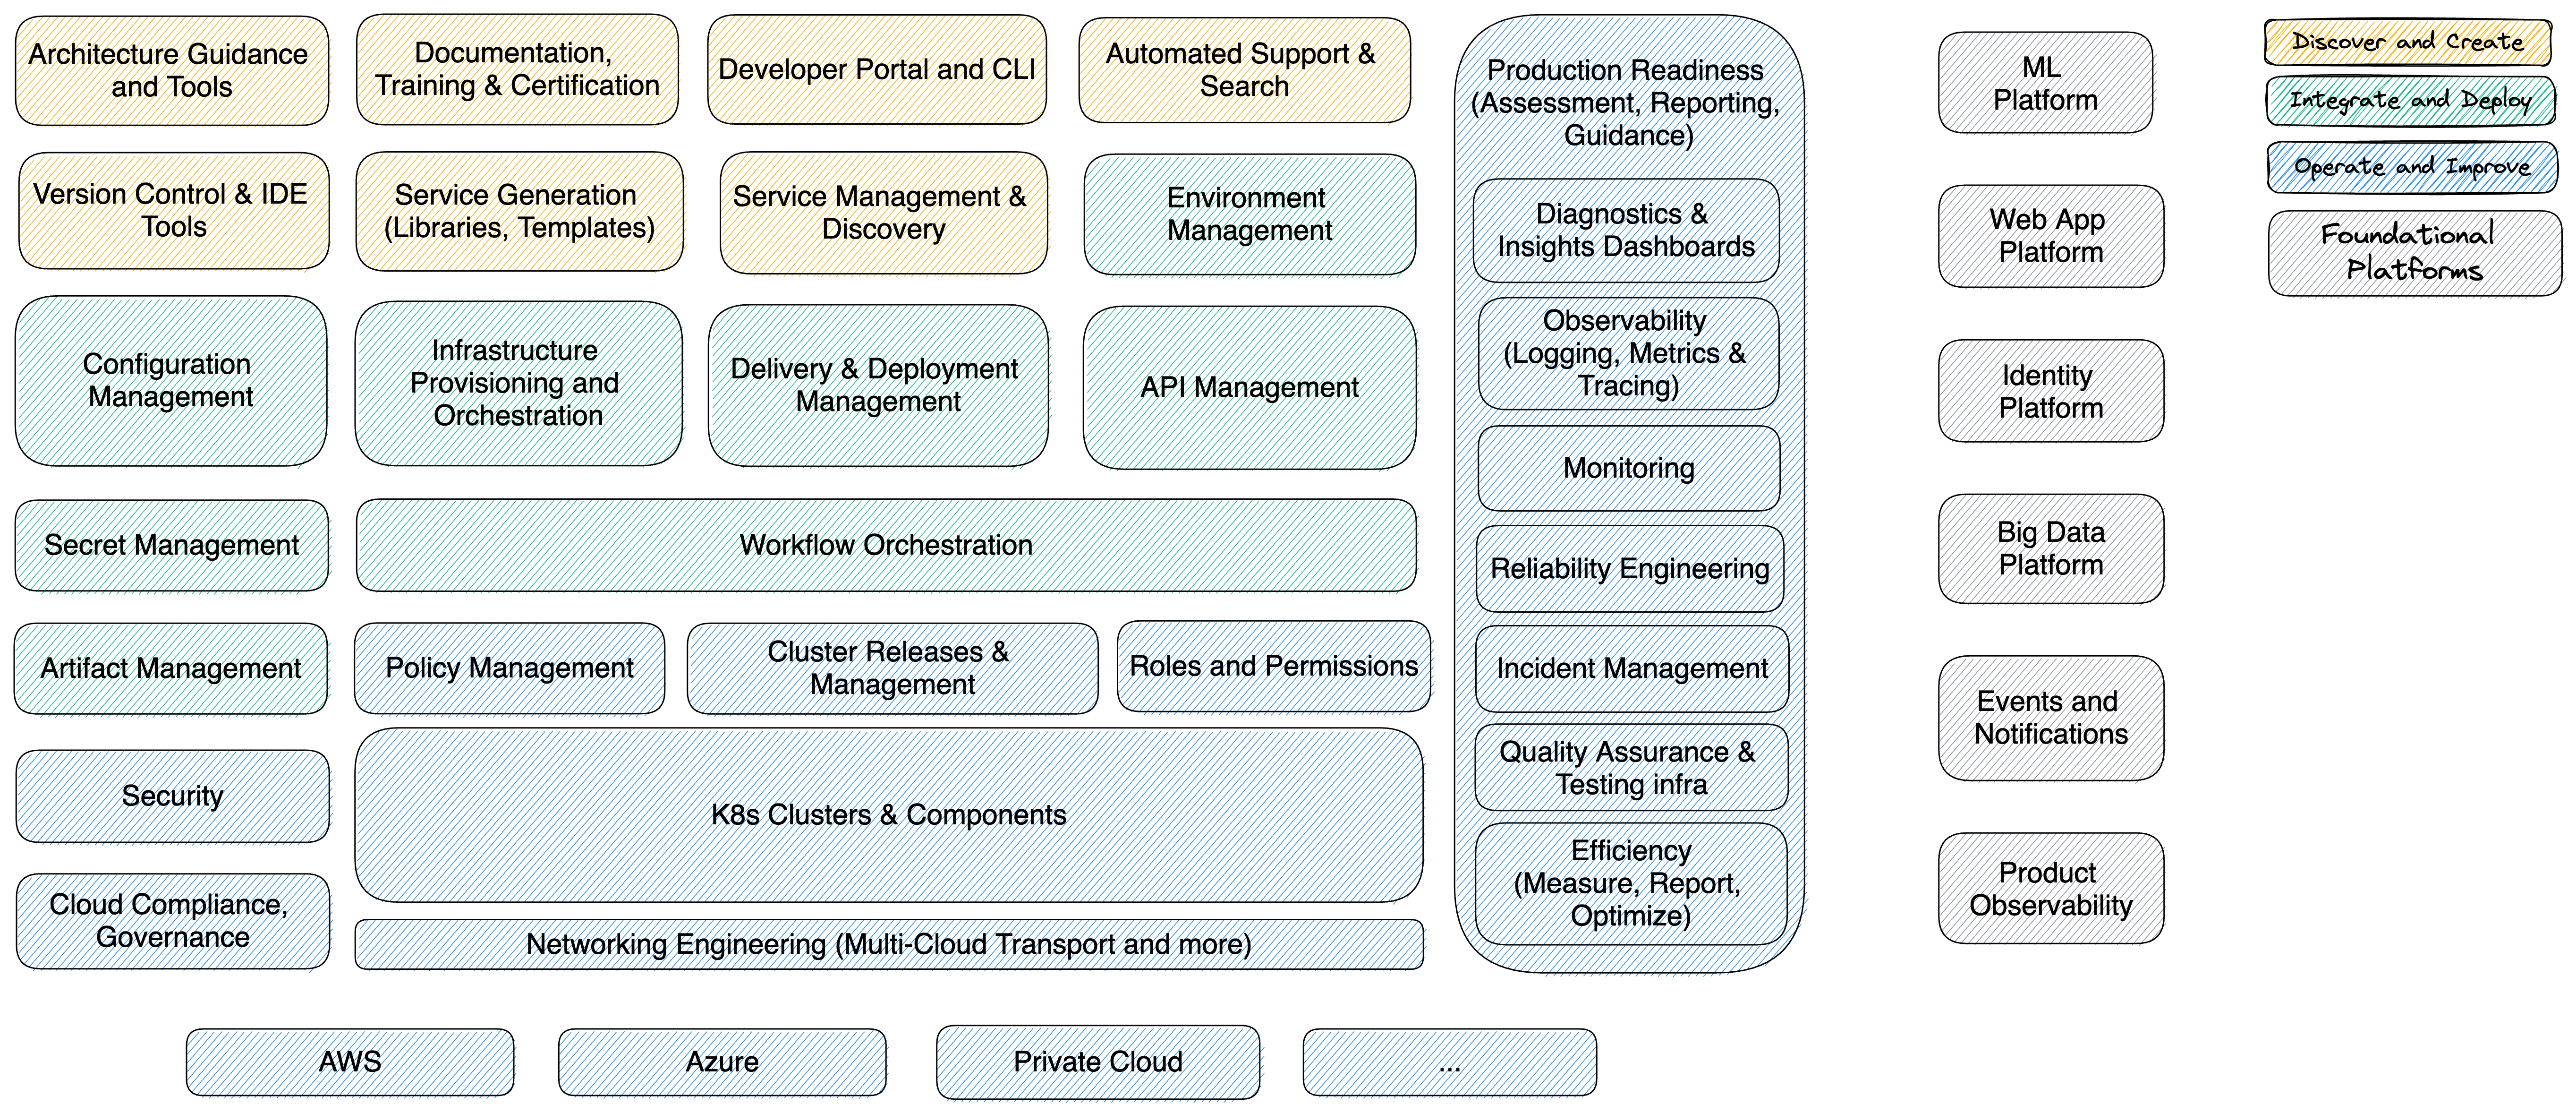 Architecture Guidance
and Tools
Documentation,
Training & Certification
Developer Portal and CLI
Automated Support &
Search
Version Control & IDE
Tools
Service Generation
(Libraries, Templates)
Service Management &
Discovery
Environment
Management
Configuration
Management
Infrastructure
Provisioning and
Orchestration
Delivery & Deployment
Management
API Management
Secret Management
Workflow Orchestration
Artifact Management
Policy Management
Cluster Releases &
Management
Roles and Permissions
Security
K8s Clusters & Components
Cloud Compliance,
Governance
Networking Engineering (Multi-Cloud Transport and more)
AWS
Azure
Private Cloud
...
Production Readiness
(Assessment, Reporting,
Guidance)
Diagnostics &
Insights Dashboards
Observability
(Logging, Metrics &
Tracing)
Monitoring
Reliability Engineering
Incident Management
Quality Assurance &
Testing infra
Efficiency
(Measure, Report,
Optimize)
ML
Platform
Web App
Platform
Identity
Platform
Big Data
Platform
Events and
Notifications
Product
Observability
Discover and Create
Integrate and Deploy
Operate and Improve
Foundational
Platforms